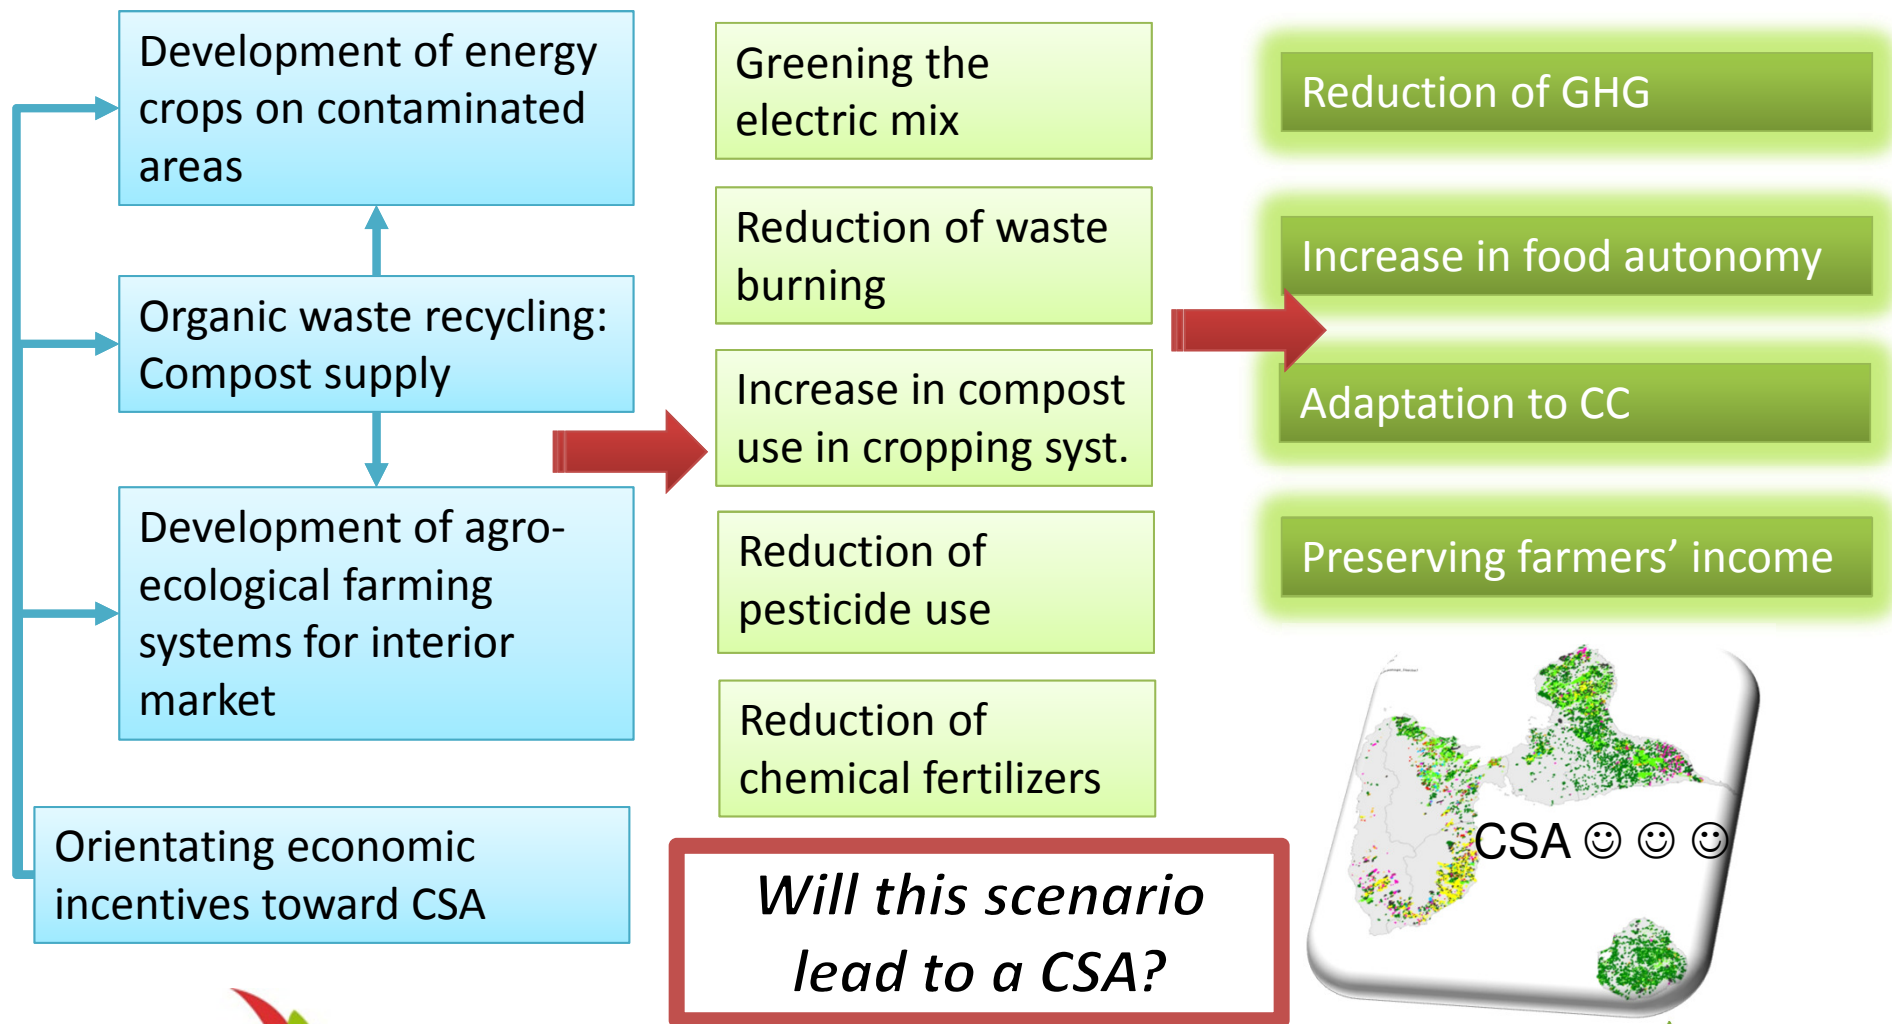 Development of energy
crops on contaminated
areas
Organic waste recycling:
Compost supply
Development of agro-
ecological farming
systems for interior
market
Orientating economic
incentives toward CSA
Greening the
electric mix
Reduction of waste
burning
Increase in compost
use in cropping syst.
Reduction of
pesticide use
Reduction of
chemical fertilizers
Will this scenario
lead to a CSA?
Reduction of GHG
Increase in food autonomy
Adaptation to CC
Preserving farmers’ income
CSA ☺ ☺ ☺